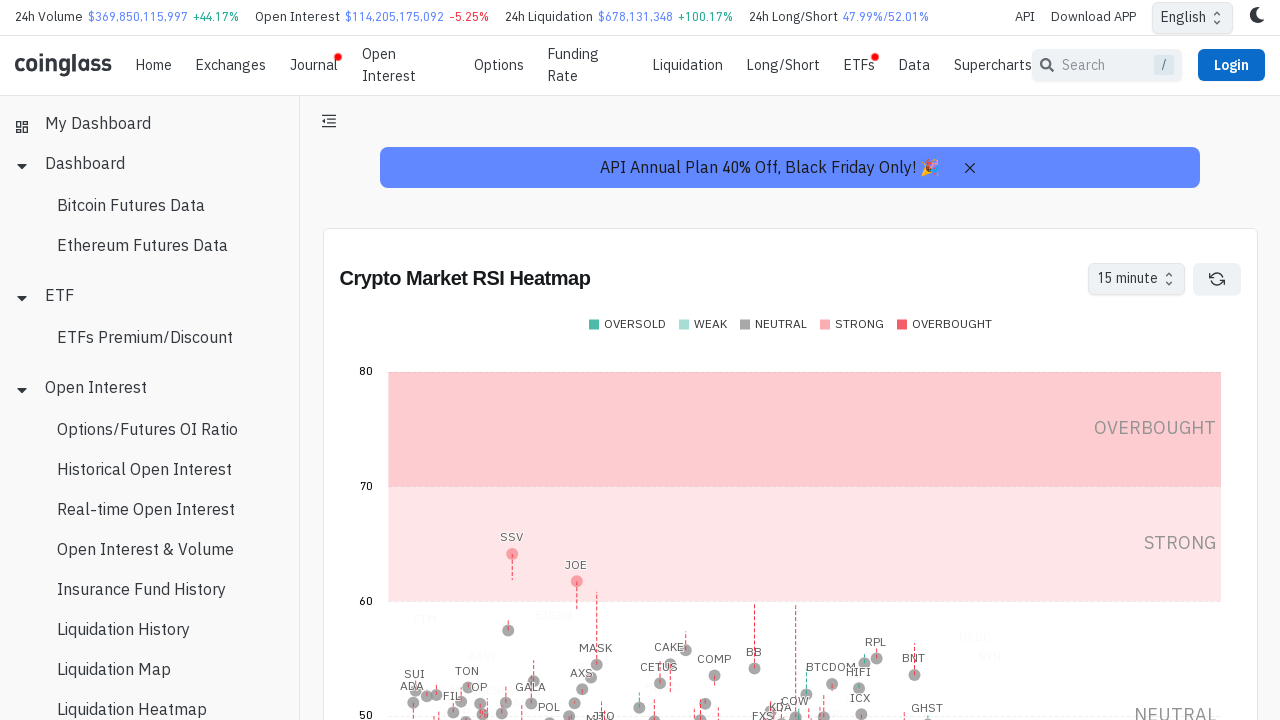 24h Volume $369,850,115,997 +44.17% Open Interest $114,205,175,092 -5.25% 24h Liquidation $678,131,348 +100.17% 24h Long/Short 47.99%/52.01% API Download APP English
coinglass Home Exchanges Journal Open Interest Options Funding Rate Liquidation Long/Short ETFs Data Supercharts Search / Login
My Dashboard
Dashboard
Bitcoin Futures Data
Ethereum Futures Data
ETF
ETFs Premium/Discount
Open Interest
Options/Futures OI Ratio
Historical Open Interest
Real-time Open Interest
Open Interest & Volume
Insurance Fund History
Liquidation History
Liquidation Map
Liquidation Heatmap
API Annual Plan 40% Off, Black Friday Only! 🎉
Crypto Market RSI Heatmap
15 minute
OVERSOLD WEAK NEUTRAL STRONG OVERBOUGHT
80
OVERBOUGHT
70
SSV
STRONG
JOE
60
RPL
MASK CAKE
BB COMP BNT
CETUS BTCDOM
SUI TON AXS HIFI
ADA OP GALA
FIL ICX
POL COW
KDA GHST
50 JTO FXS NEUTRAL